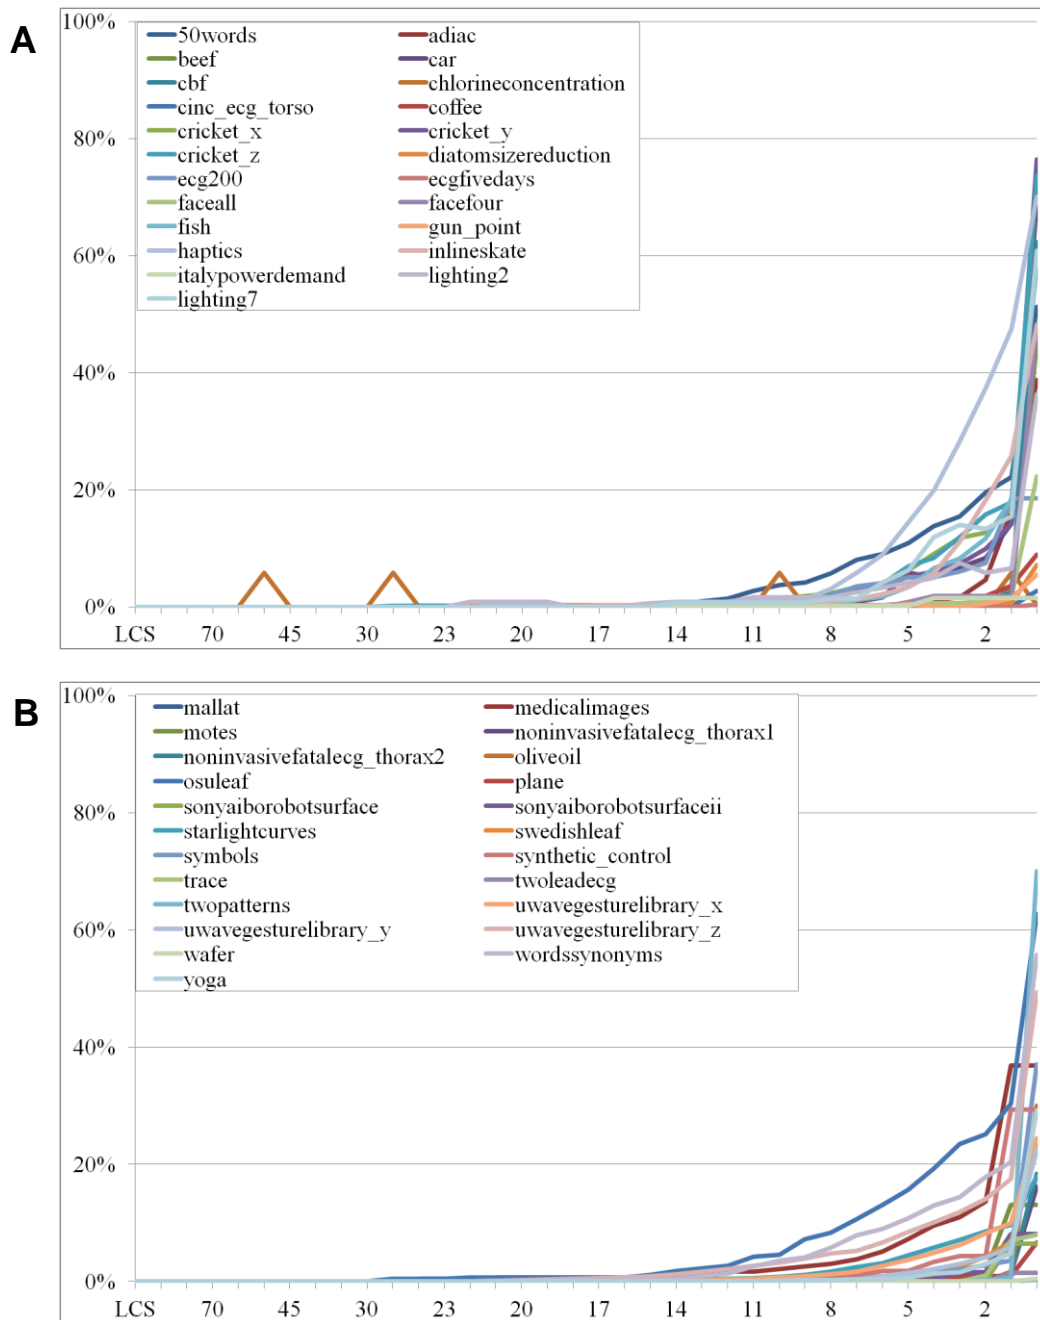 A
100%
80%
60%
40%
20%
0%
50words adiac
beef car
cbf chlorineconcentration
cinc_ecg_torso coffee
cricket_x cricket_y
cricket_z diatomsizereduction
ecg200 ecgfivedays
faceall facefour
fish gun_point
haptics inlineskate
italypowerdemand lighting2
lighting7
LCS 70 45 30 23 20 17 14 11 8 5 2
B
100%
80%
60%
40%
20%
0%
mallat medicalimages
motes noninvasivefatalecg_thorax1
noninvasivefatalecg_thorax2 oliveoil
osuleaf plane
sonyaiborobotsurface sonyaiborobotsurfaceii
starlightcurves swedishleaf
symbols synthetic_control
trace twoleadecg
twopatterns uwavegesturelibrary_x
uwavegesturelibrary_y uwavegesturelibrary_z
wafer wordssynonyms
yoga
LCS 70 45 30 23 20 17 14 11 8 5 2